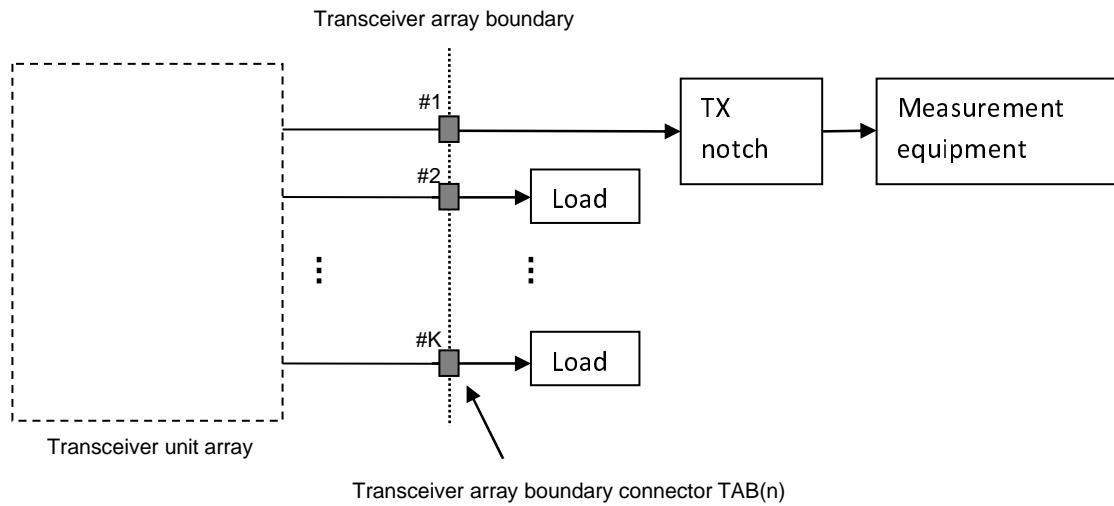 Transceiver array boundary
#1
TX
notch
Measurement
equipment
#2
Load
#K
Load
Transceiver unit array
Transceiver array boundary connector TAB(n)